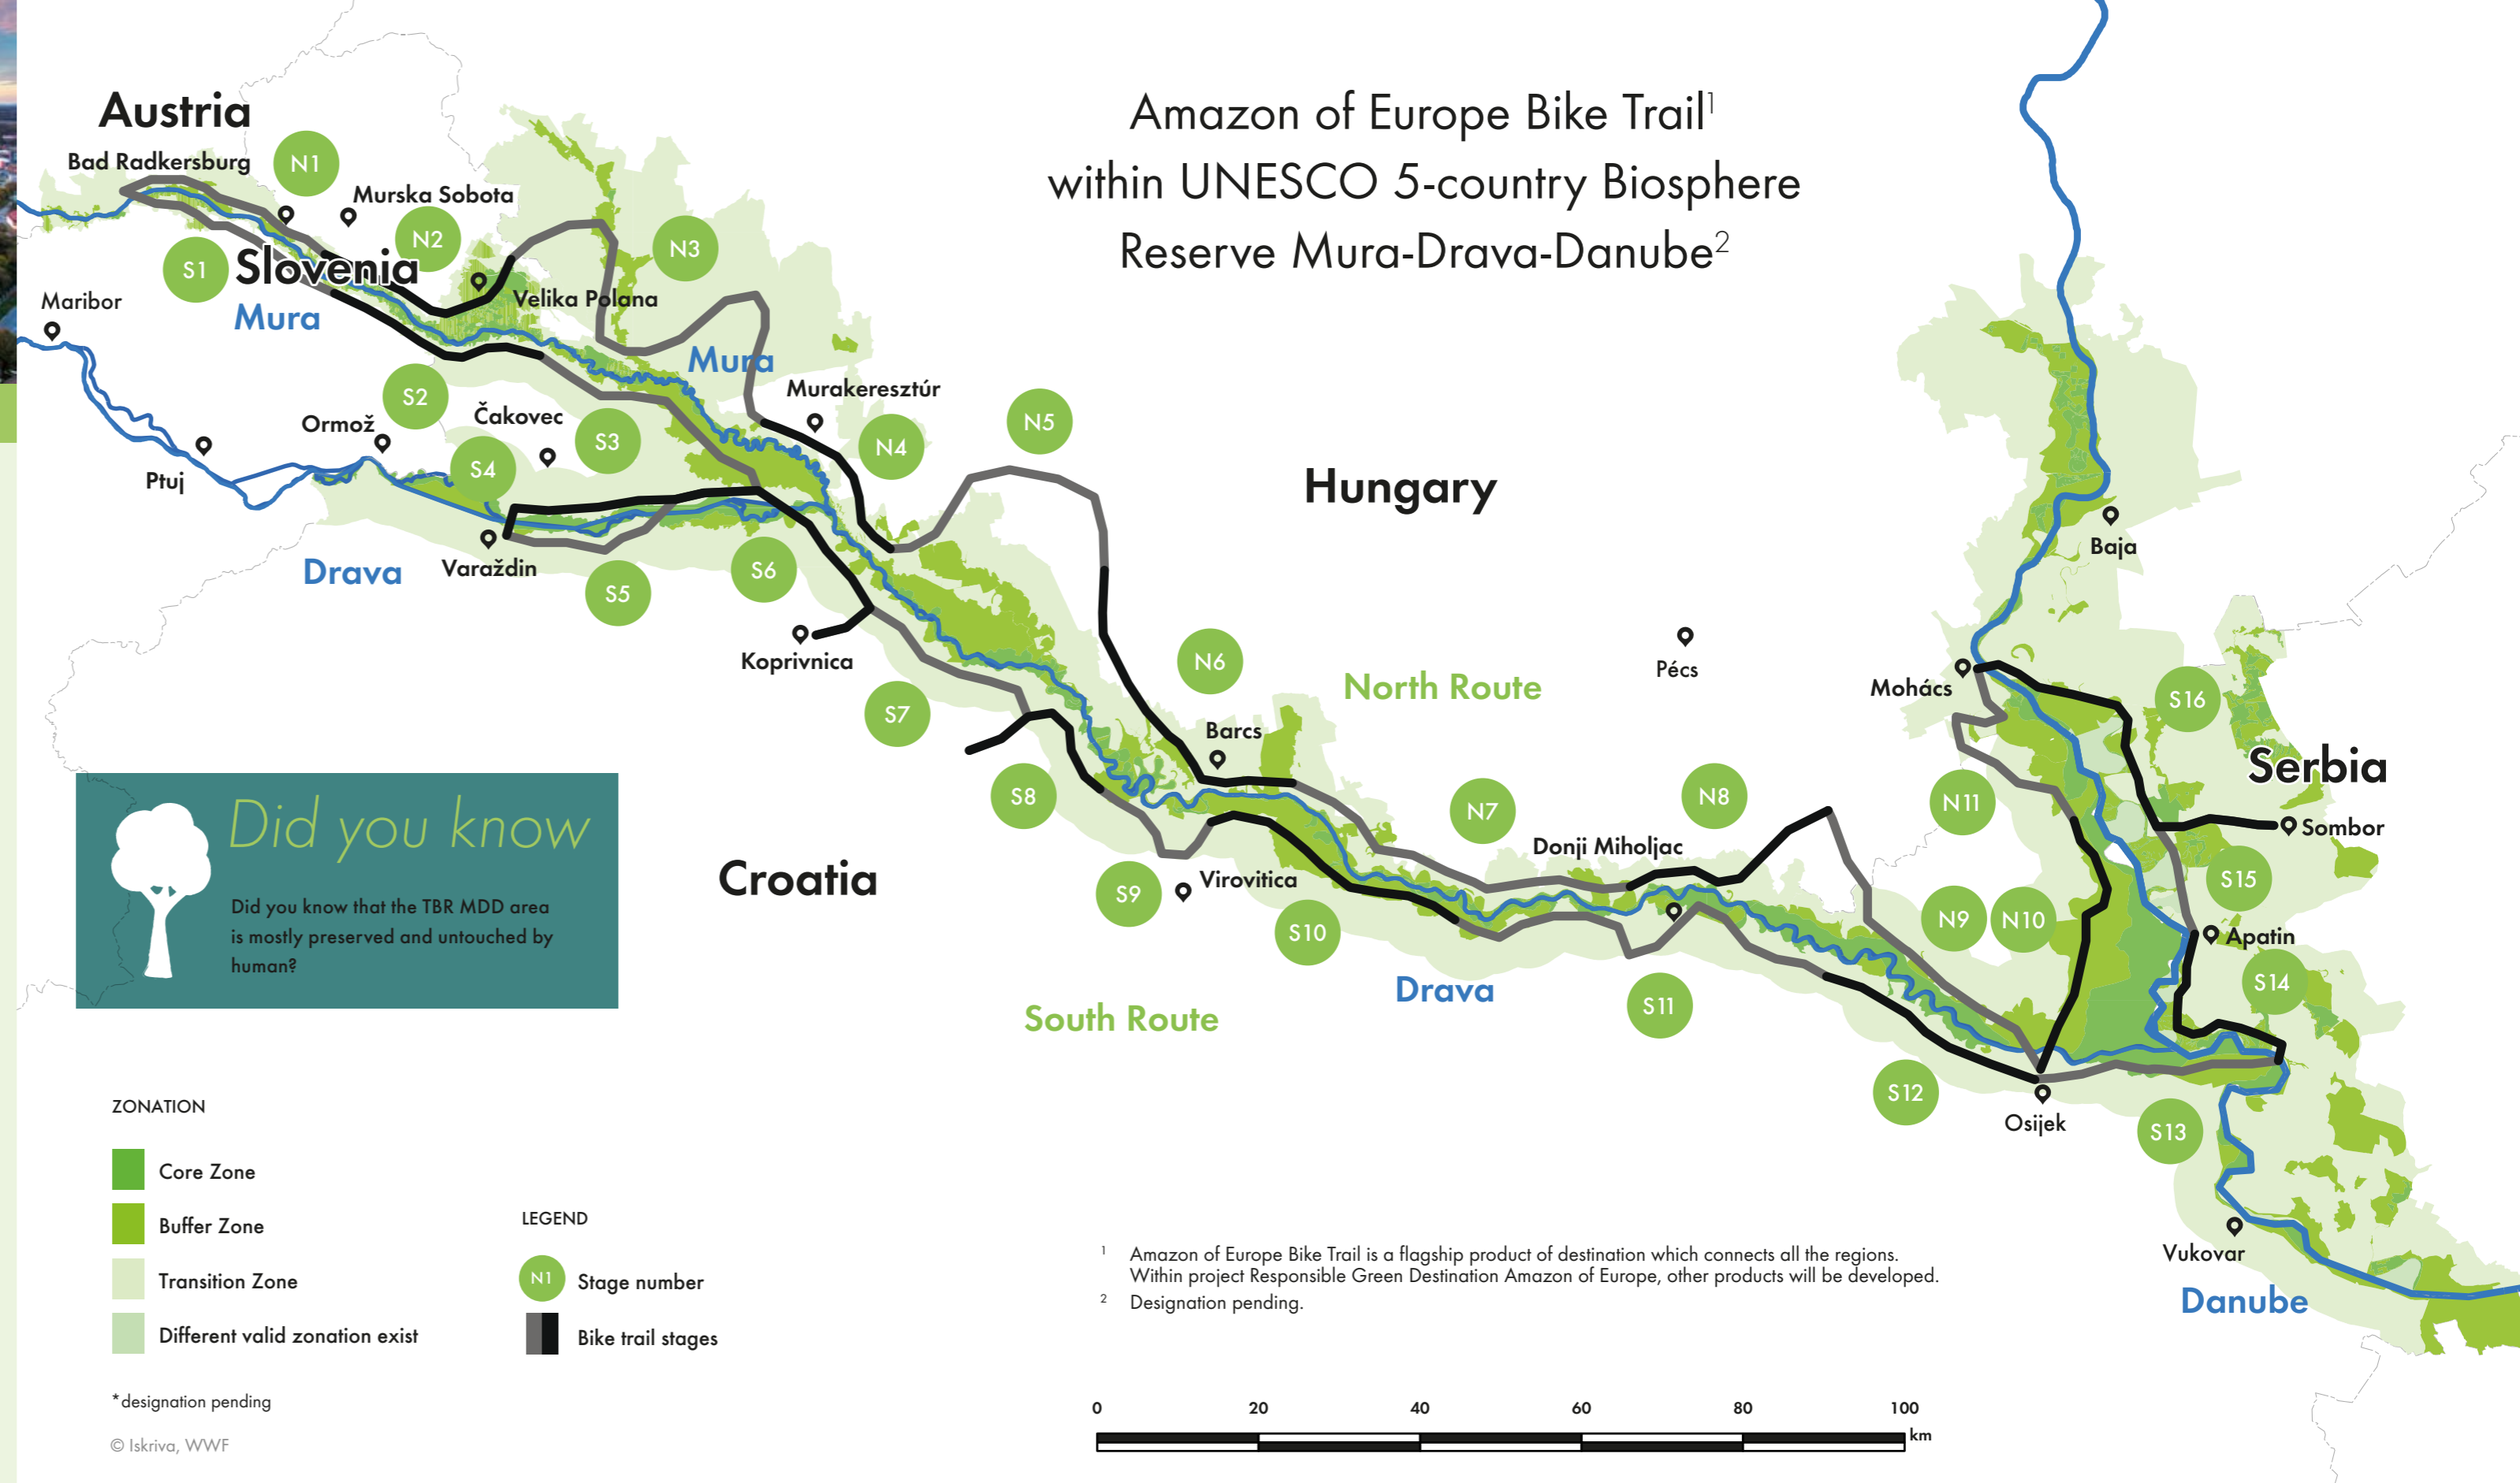 Amazon of Europe Bike Trail1
within UNESCO 5-country Biosphere
Reserve Mura-Drava-Danube2
Austria
Bad Radkersburg
N1
Murska Sobota
N2
N3
S1
Slovenia
Mura
Velika Polana
Maribor
Mura
Murakeresztúr
S2
Čakovec
Ormož
S3
N4
N5
S4
Ptuj
Hungary
Baja
Drava
Varaždin
S5
S6
Koprivnica
N6
Pécs
North Route
Mohács
S16
S7
Barcs
Serbia
S8
N7
N8
N11
Sombor
Donji Miholjac
Croatia
S9
Virovitica
S10
S15
N9
N10
Apatin
S14
Drava
S11
South Route
S12
Osijek
S13
Vukovar
Danube
Did you know
Did you know that the TBR MDD area
is mostly preserved and untouched by
human?
ZONATION
Core Zone
Buffer Zone
Transition Zone
Different valid zonation exist
*designation pending
© Iskriva, WWF
LEGEND
N1 Stage number
Bike trail stages
1 Amazon of Europe Bike Trail is a flagship product of destination which connects all the regions.
Within project Responsible Green Destination Amazon of Europe, other products will be developed.
2 Designation pending.
0 20 40 60 80 100
km